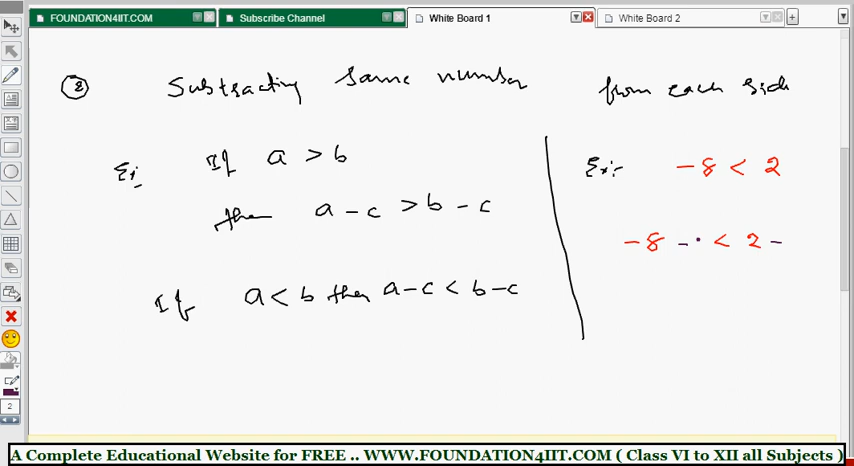 FOUNDATION4IIT.COM
Subscribe Channel
White Board 1
White Board 2
② Subtracting same number from each side
Ex:
If a > b
then a - c > b - c
If a < b then a - c < b - c
Ex:-
-8 < 2
-8 - < 2 -
2
A Complete Educational Website for FREE .. WWW.FOUNDATION4IIT.COM ( Class VI to XII all Subjects )